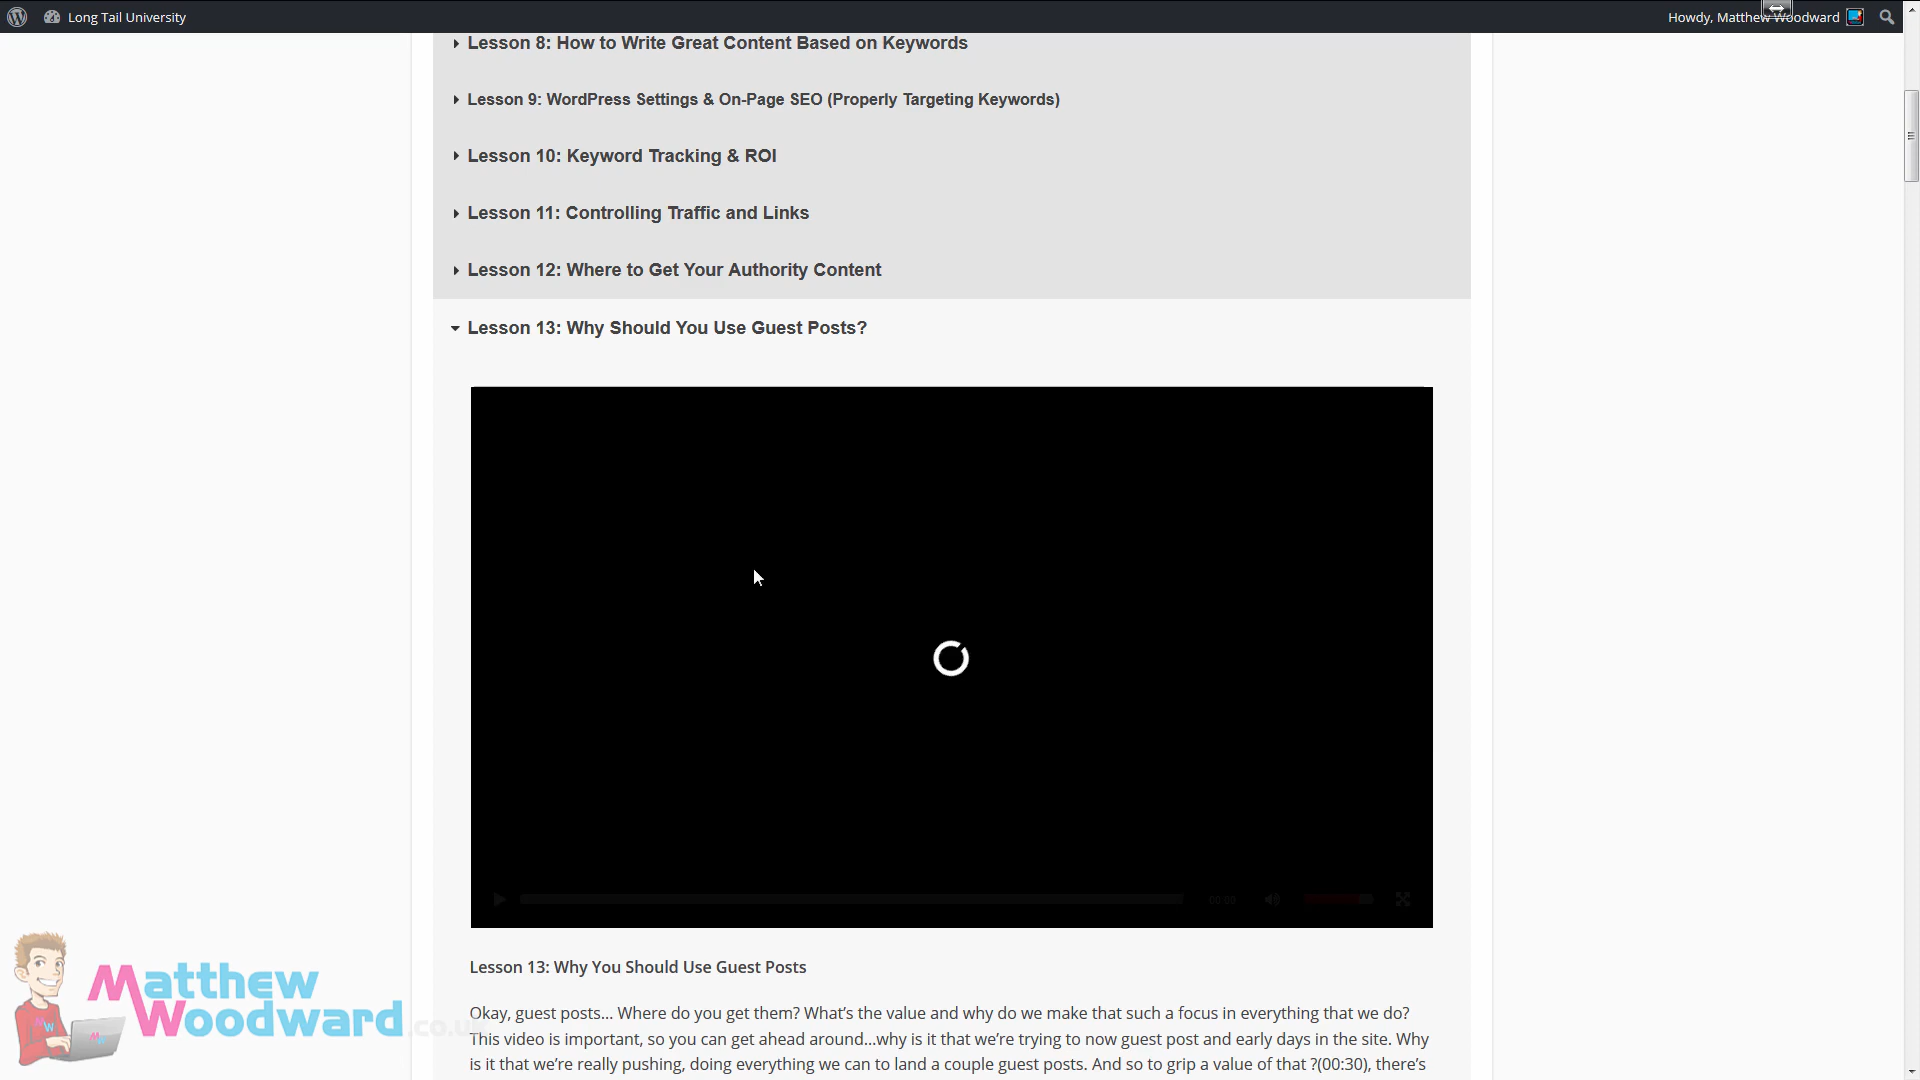 Long Tail University
Howdy, Matthew Woodward
Lesson 8: How to Write Great Content Based on Keywords
Lesson 9: WordPress Settings & On-Page SEO (Properly Targeting Keywords)
Lesson 10: Keyword Tracking & ROI
Lesson 11: Controlling Traffic and Links
Lesson 12: Where to Get Your Authority Content
Lesson 13: Why Should You Use Guest Posts?
00:00
Lesson 13: Why You Should Use Guest Posts
Okay, guest posts... Where do you get them? What's the value and why do we make that such a focus in everything that we do?
This video is important, so you can get ahead around...why is it that we're trying to now guest post and early days in the site. Why
is it that we're really pushing, doing everything we can to land a couple guest posts. And so to grip a value of that ?(00:30), there's
Matthew
Woodward.co.uk
MW
MW